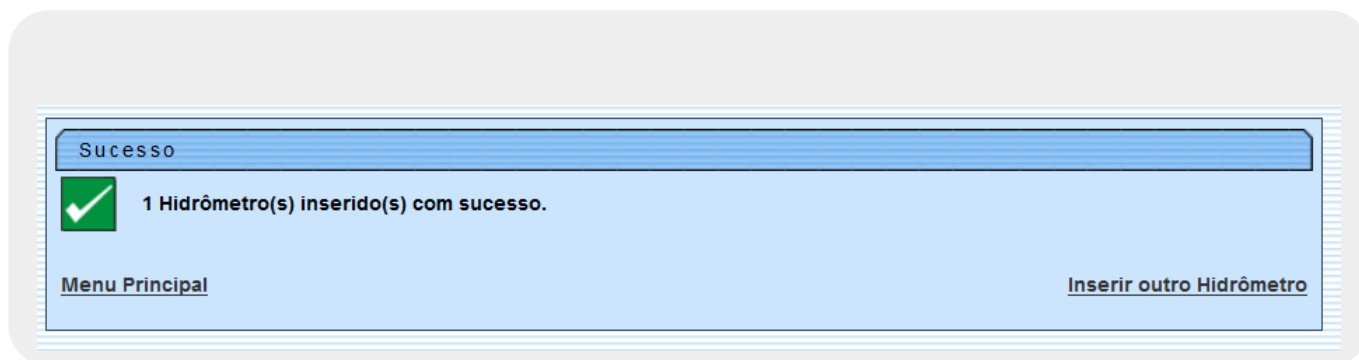 Sucesso
1 Hidrômetro(s) inserido(s) com sucesso.
Menu Principal
Inserir outro Hidrômetro